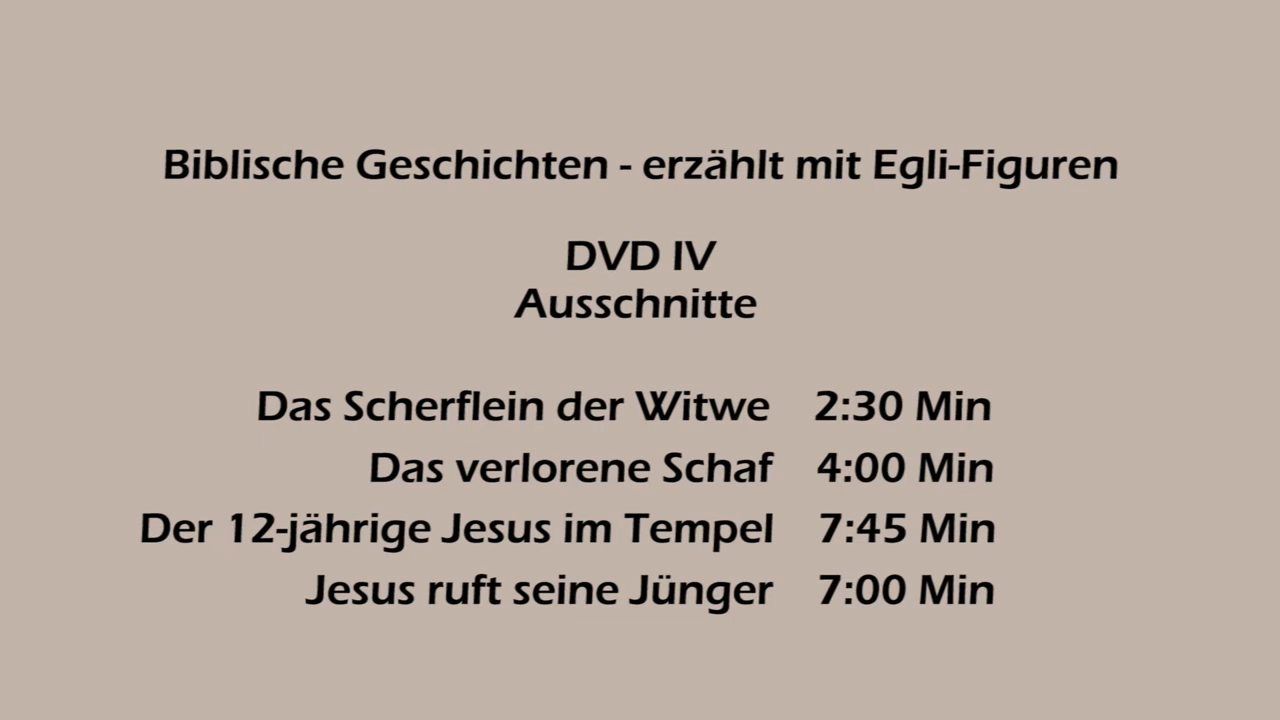 Biblische Geschichten - erzählt mit Egli-Figuren
DVD IV
Ausschnitte
Das Scherflein der Witwe 2:30 Min
Das verlorene Schaf 4:00 Min
Der 12-jährige Jesus im Tempel 7:45 Min
Jesus ruft seine Jünger 7:00 Min